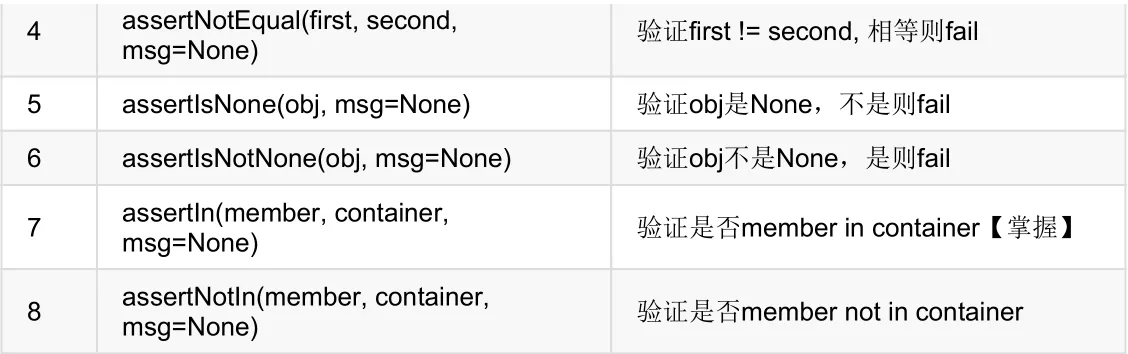 4
assertNotEqual(first, second,
msg=None)
验证first != second, 相等则fail
5
assertIsNone(obj, msg=None)
验证obj是None，不是则fail
6
assertIsNotNone(obj, msg=None)
验证obj不是None，是则fail
7
assertIn(member, container,
msg=None)
验证是否member in container【掌握】
8
assertNotIn(member, container,
msg=None)
验证是否member not in container